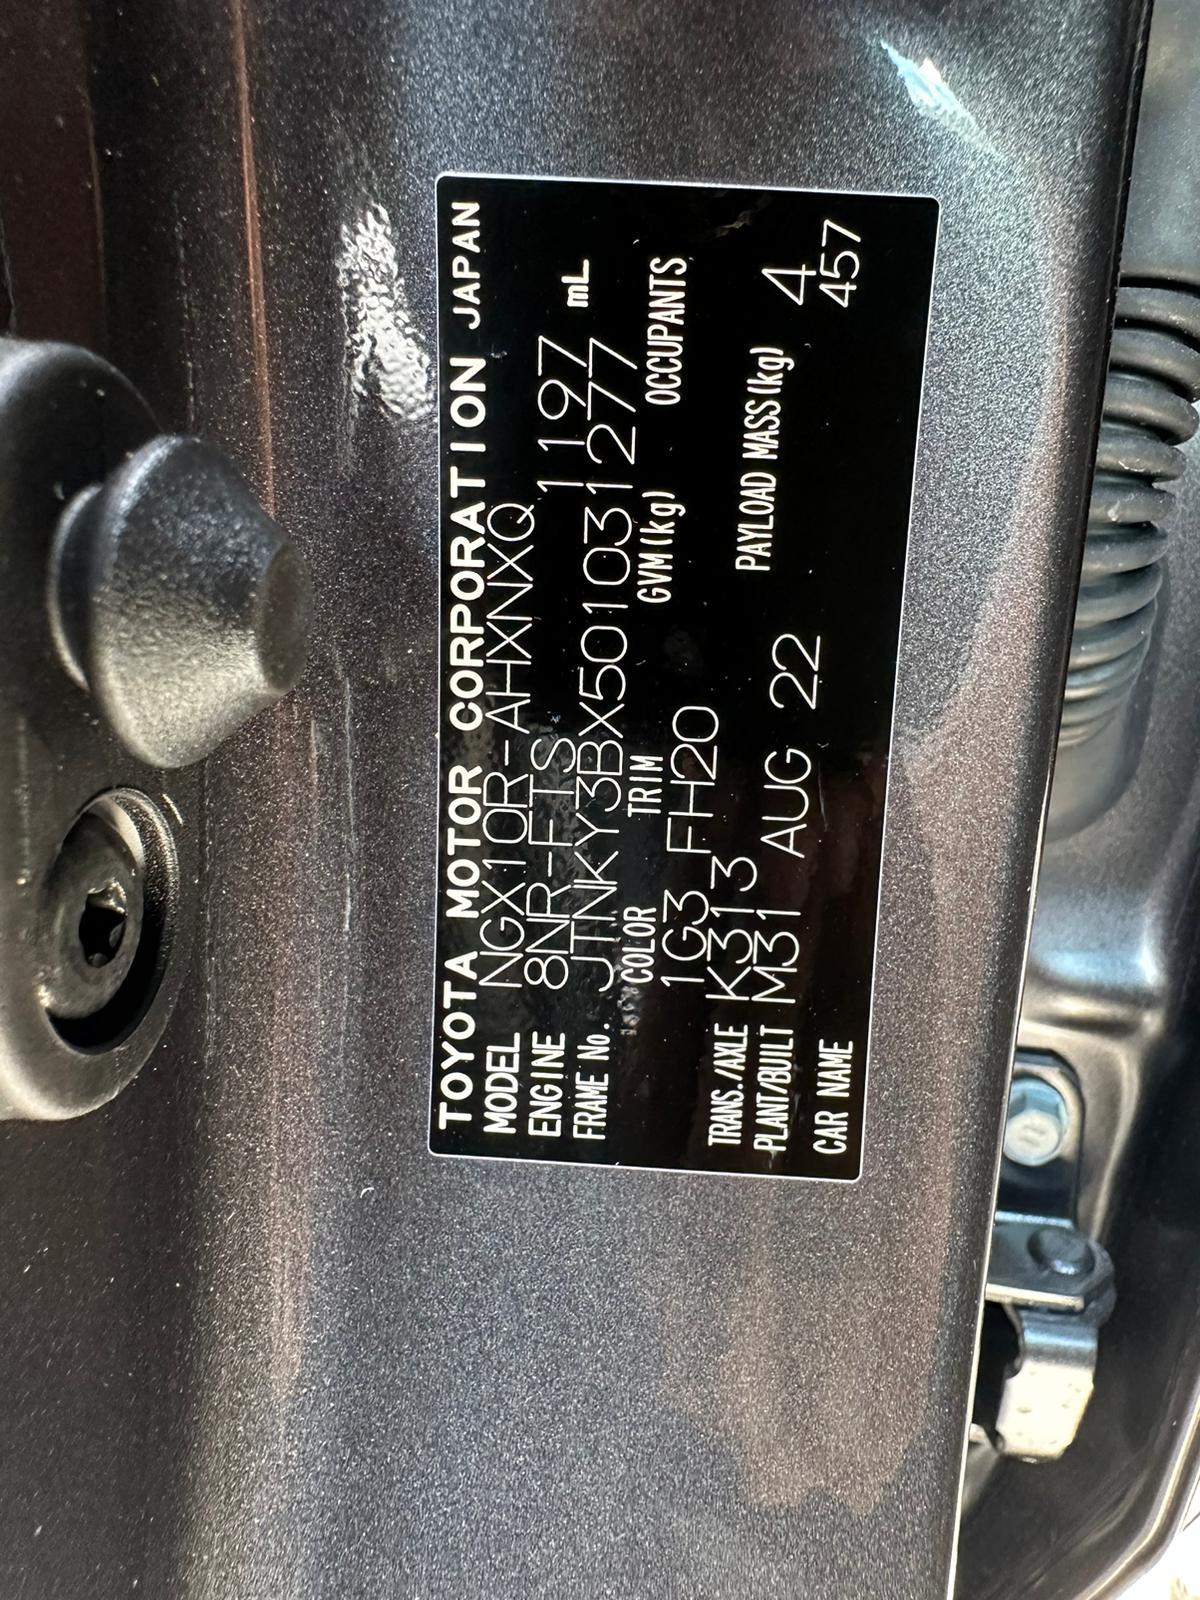 TOYOTA MOTOR CORPORATION JAPAN
MODEL NGX10R-AHXNXQ
ENGINE 8NR-FTS 1197 mL
FRAME No. JTNKY3BX501031277
COLOR TRIM GVM(kg) OCCUPANTS
1G3 FH20
TRANS./AXLE K313 PAYLOAD MASS(kg) 4
PLANT/BUILT M31 AUG 22 457
CAR NAME